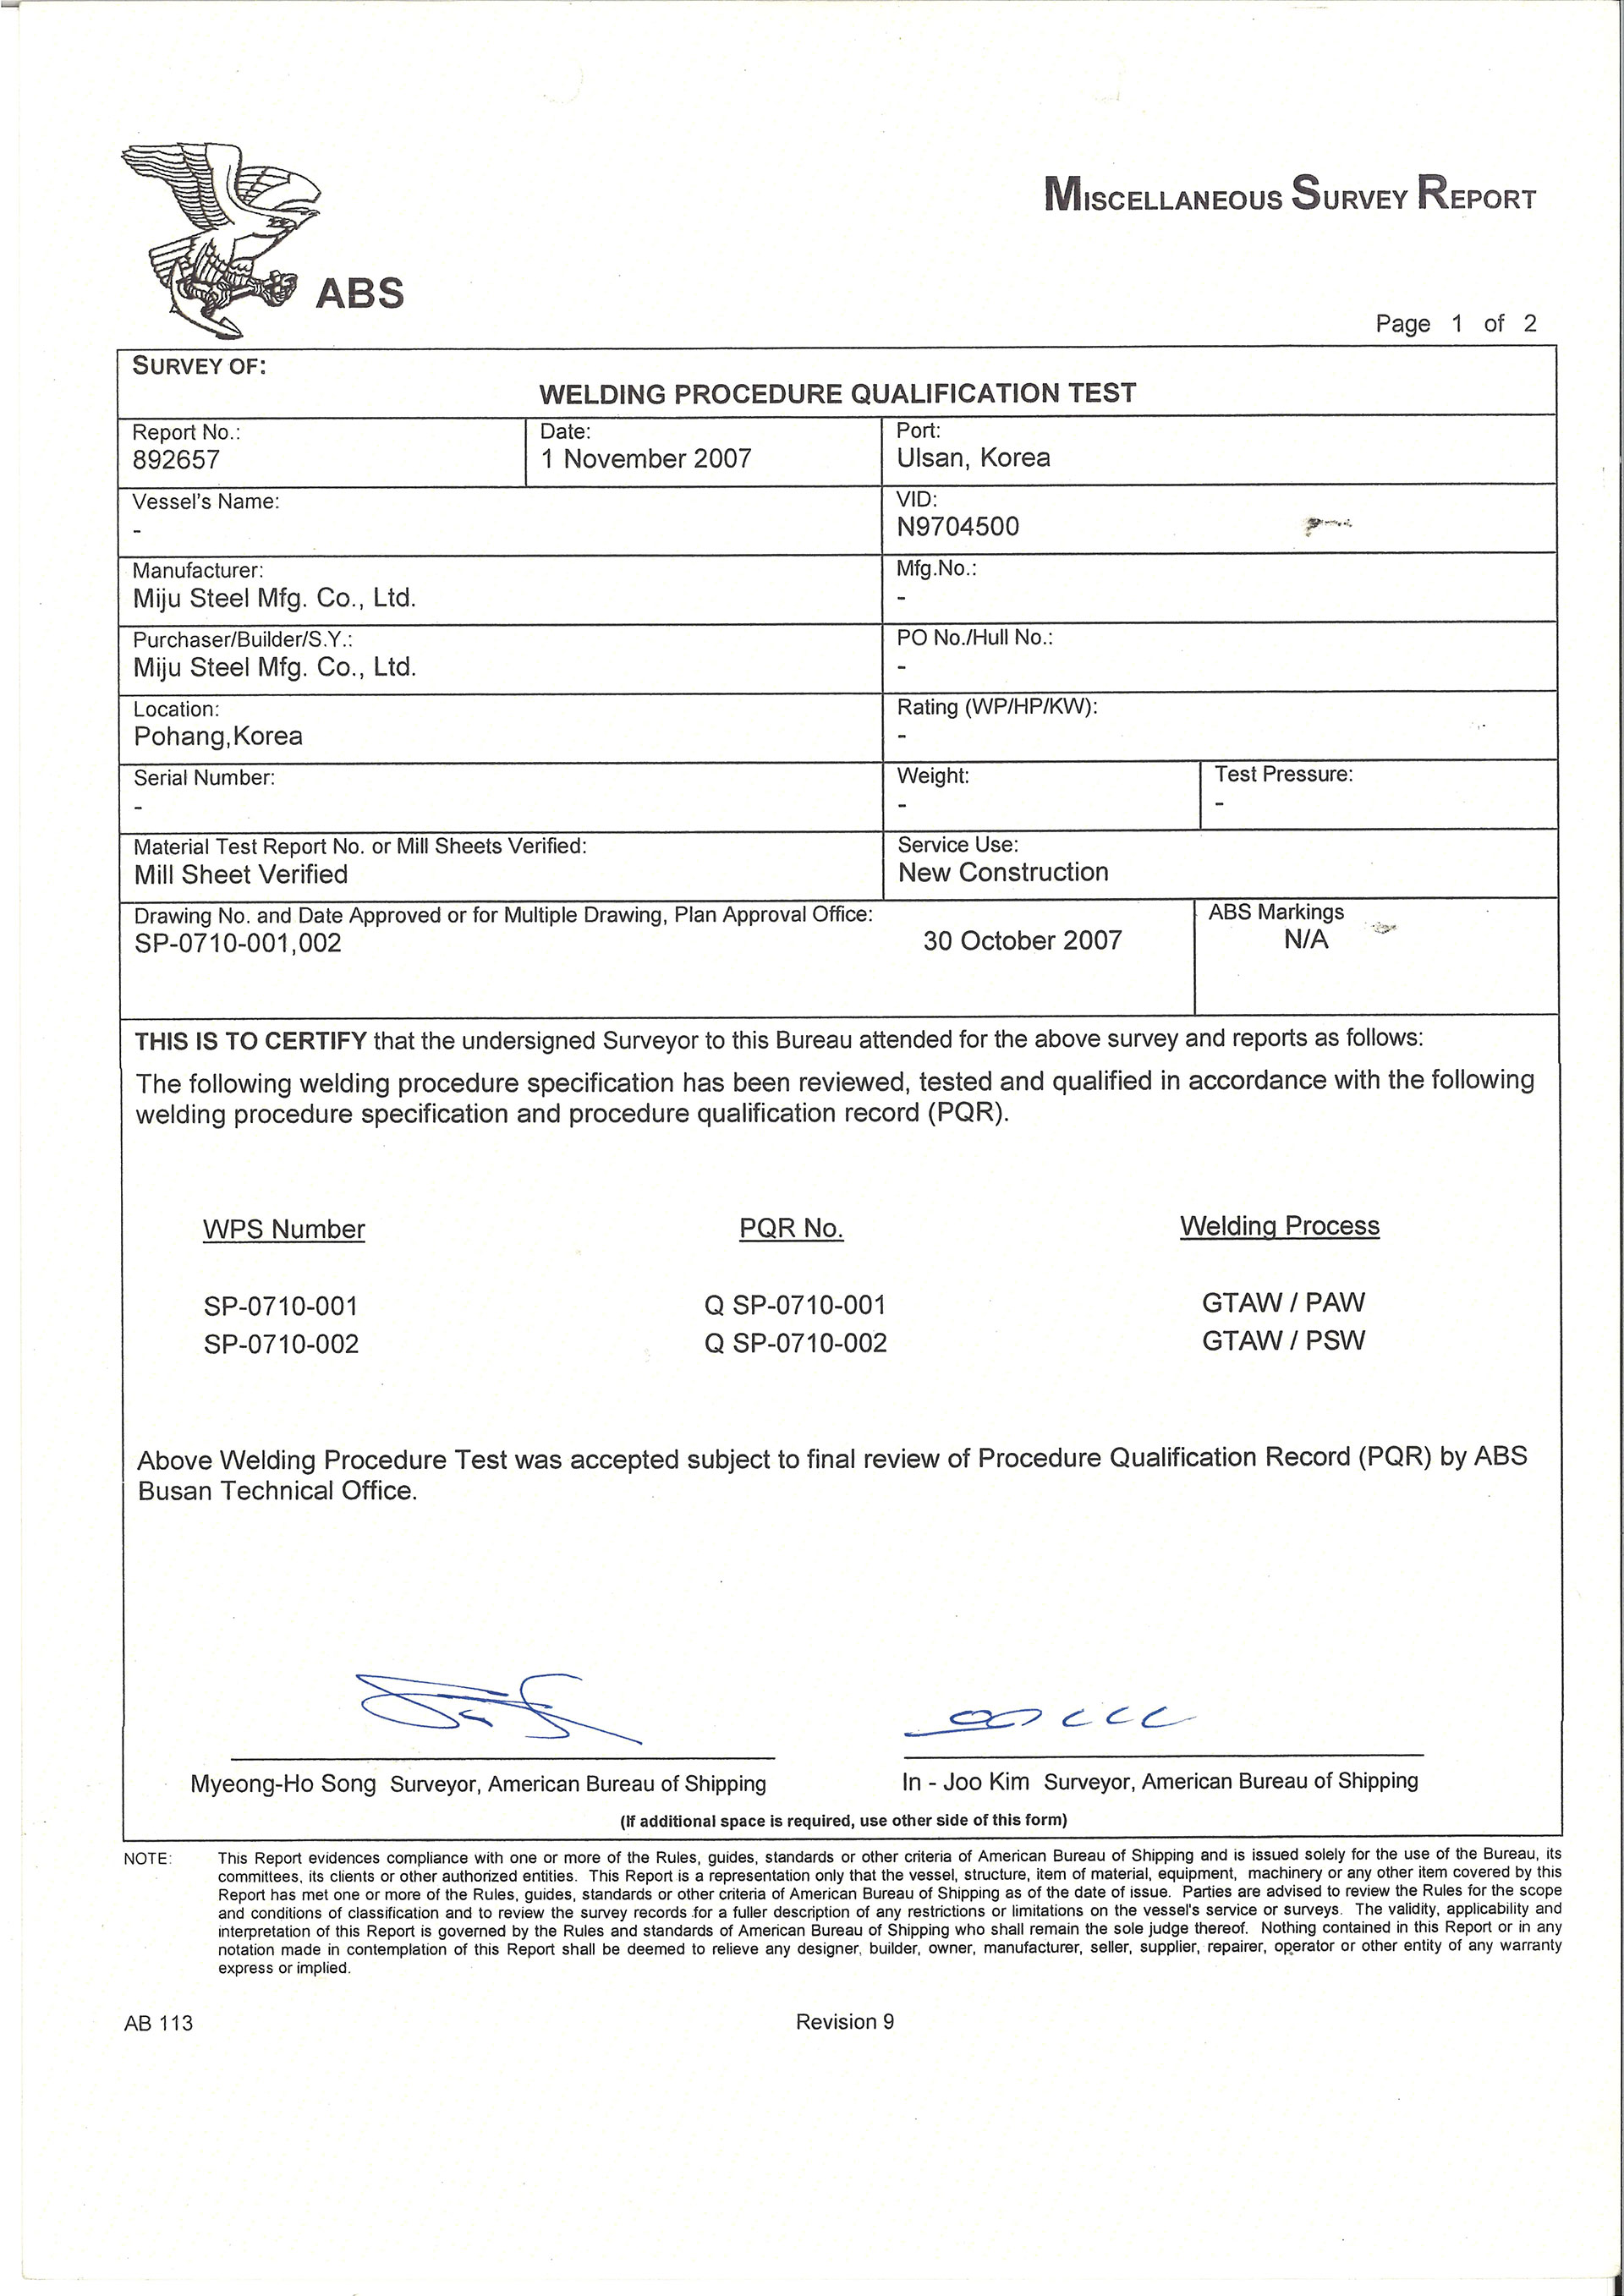 MISCELLANEOUS SURVEY REPORT
ABS
Page 1 of 2
SURVEY OF:
WELDING PROCEDURE QUALIFICATION TEST
Report No.: Date: Port:
892657 1 November 2007 Ulsan, Korea
Vessel's Name: VID:
- N9704500
Manufacturer: Mfg.No.:
Miju Steel Mfg. Co., Ltd. -
Purchaser/Builder/S.Y.: PO No./Hull No.:
Miju Steel Mfg. Co., Ltd. -
Location: Rating (WP/HP/KW):
Pohang,Korea -
Serial Number: Weight: Test Pressure:
- - -
Material Test Report No. or Mill Sheets Verified: Service Use:
Mill Sheet Verified New Construction
Drawing No. and Date Approved or for Multiple Drawing, Plan Approval Office: ABS Markings
SP-0710-001,002 30 October 2007 N/A
THIS IS TO CERTIFY that the undersigned Surveyor to this Bureau attended for the above survey and reports as follows:
The following welding procedure specification has been reviewed, tested and qualified in accordance with the following
welding procedure specification and procedure qualification record (PQR).
WPS Number PQR No. Welding Process
SP-0710-001 Q SP-0710-001 GTAW / PAW
SP-0710-002 Q SP-0710-002 GTAW / PSW
Above Welding Procedure Test was accepted subject to final review of Procedure Qualification Record (PQR) by ABS
Busan Technical Office.
Myeong-Ho Song Surveyor, American Bureau of Shipping In - Joo Kim Surveyor, American Bureau of Shipping
(If additional space is required, use other side of this form)
NOTE: This Report evidences compliance with one or more of the Rules, guides, standards or other criteria of American Bureau of Shipping and is issued solely for the use of the Bureau, its
committees, its clients or other authorized entities. This Report is a representation only that the vessel, structure, item of material, equipment, machinery or any other item covered by this
Report has met one or more of the Rules, guides, standards or other criteria of American Bureau of Shipping as of the date of issue. Parties are advised to review the Rules for the scope
and conditions of classification and to review the survey records for a fuller description of any restrictions or limitations on the vessel's service or surveys. The validity, applicability and
interpretation of this Report is governed by the Rules and standards of American Bureau of Shipping who shall remain the sole judge thereof. Nothing contained in this Report or in any
notation made in contemplation of this Report shall be deemed to relieve any designer, builder, owner, manufacturer, seller, supplier, repairer, operator or other entity of any warranty
express or implied.
AB 113 Revision 9